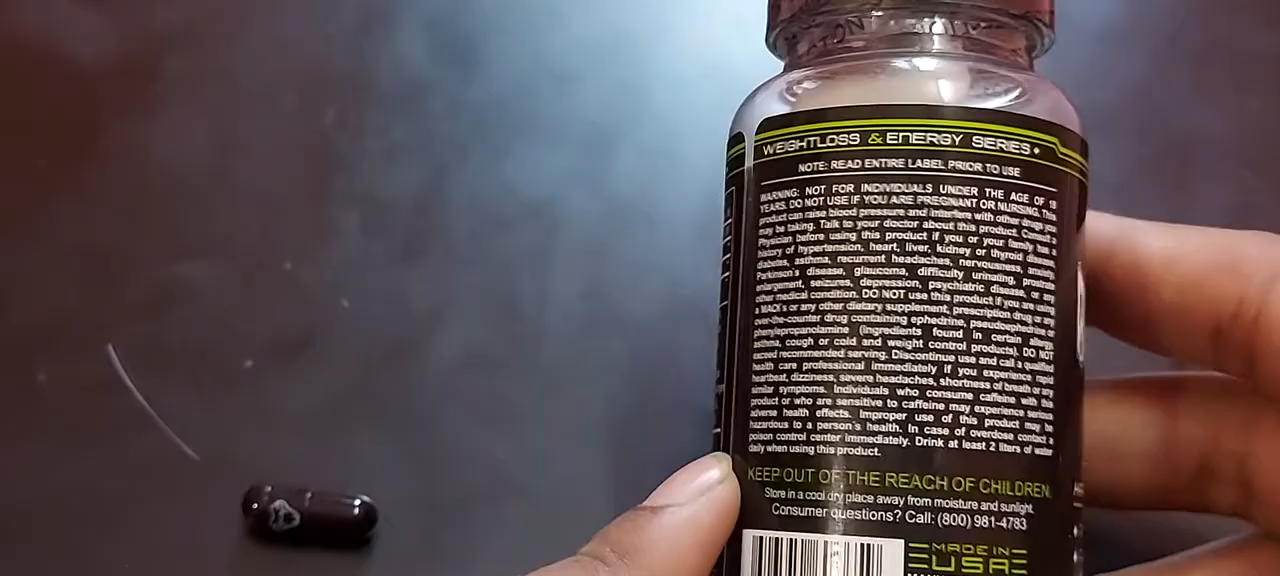 WEIGHTLOSS & ENERGY SERIES
NOTE: READ ENTIRE LABEL PRIOR TO USE
WARNING: NOT FOR INDIVIDUALS UNDER THE AGE OF 18
YEARS. DO NOT USE IF YOU ARE PREGNANT OR NURSING. This
product can raise blood pressure and interfere with other drugs you
may be taking. Talk to your doctor about this product. Consult a
Physician before using this product if you or your family has a
history of hypertension, heart, liver, kidney or thyroid disease,
diabetes, asthma, recurrent headaches, nervousness, anxiety,
Parkinson's disease, glaucoma, difficulty urinating, prostrate
enlargement, seizures, depression, psychiatric disease, or any
other medical condition. DO NOT use this product if you are using
a MAOI's or any other dietary supplement, prescription drug or any
over-the-counter drug containing ephedrine, pseudoephedrine or
phenylepropanolamine (ingredients found in certain allergy,
asthma, cough or cold and weight control products). DO NOT
exceed recommended serving. Discontinue use and call a qualified
health care professional immediately if you experience rapid
heartbeat, dizziness, severe headaches, shortness of breath or any
similar symptoms. Individuals who consume caffeine with this
product or who are sensitive to caffeine may experience serious
adverse health effects. Improper use of this product may be
hazardous to a person's health. In case of overdose contact a
poison control center immediately. Drink at least 2 liters of water
daily when using this product.
KEEP OUT OF THE REACH OF CHILDREN.
Store in a cool dry place away from moisture and sunlight.
Consumer questions? Call: (800) 981-4783
MADE IN
USA